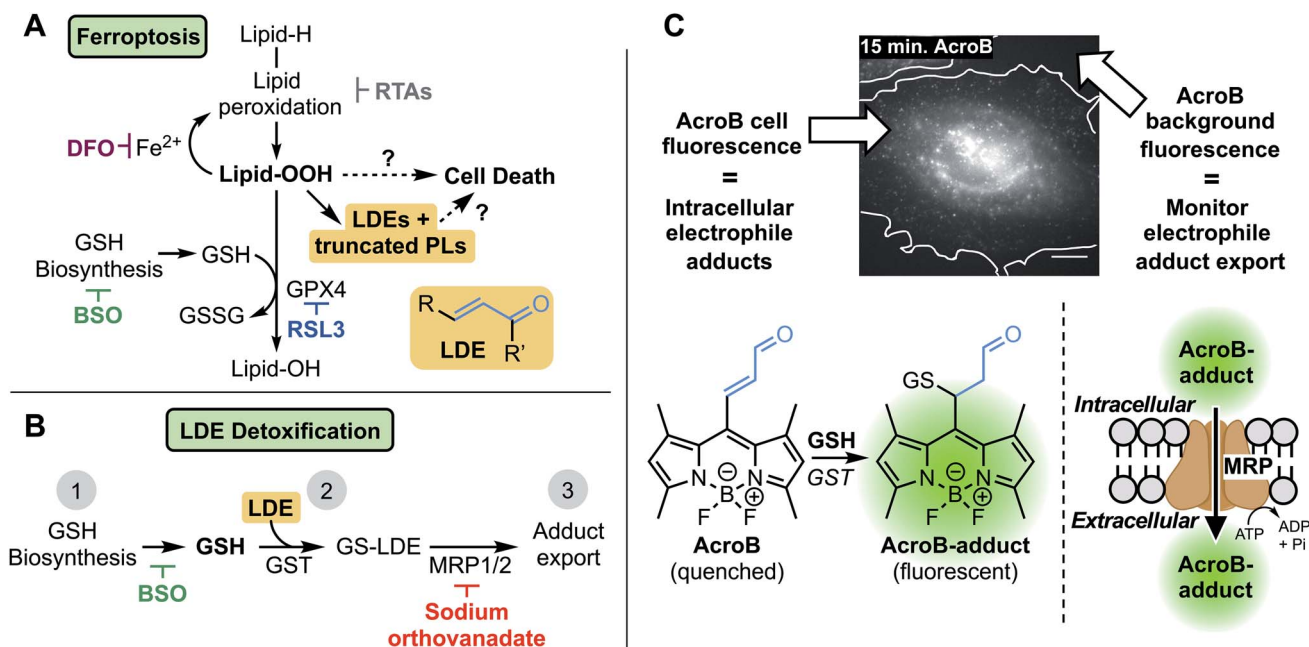 A
Ferroptosis
Lipid-H
Lipid
peroxidation
RTAs
DFO
Fe²⁺
Lipid-OOH
?
Cell Death
?
LDEs +
truncated PLs
GSH
Biosynthesis
BSO
GSH
GSSG
GPX4
RSL3
Lipid-OH
R
O
R'
LDE
B
LDE Detoxification
1
2
3
GSH
Biosynthesis
BSO
GSH
LDE
GST
GS-LDE
MRP1/2
Sodium
orthovanadate
Adduct
export
C
15 min. AcroB
AcroB cell
fluorescence
=
Intracellular
electrophile
adducts
AcroB
background
fluorescence
=
Monitor
electrophile
adduct export
O
N
⊖
B
N
⊕
F
F
AcroB
(quenched)
GSH
GST
O
GS
N
⊖
B
N
⊕
F
F
AcroB-adduct
(fluorescent)
AcroB-
adduct
Intracellular
MRP
Extracellular
ATP
ADP
+ Pi
AcroB-
adduct